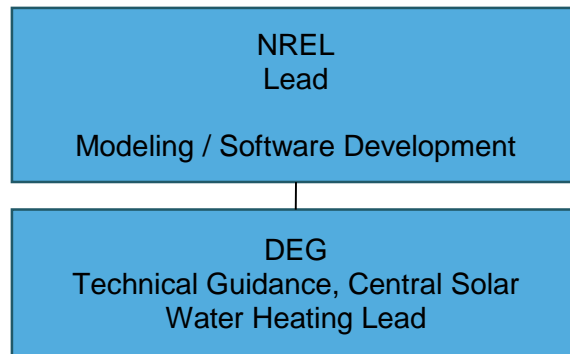 NREL
Lead
Modeling / Software Development
DEG
Technical Guidance, Central Solar
Water Heating Lead